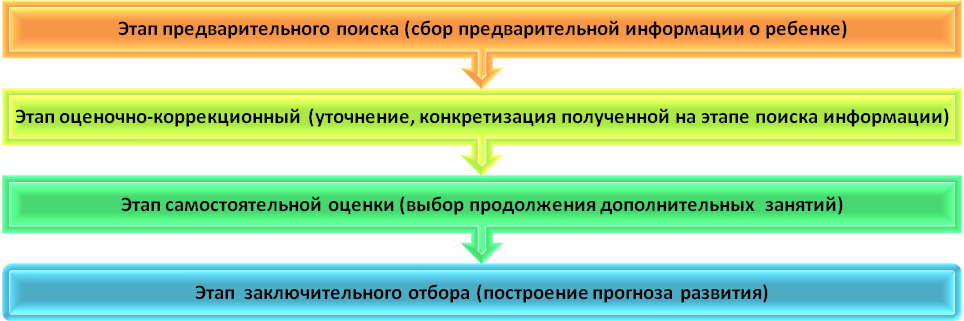 Этап предварительного поиска (сбор предварительной информации о ребенке)
Этап оценочно-коррекционный (уточнение, конкретизация полученной на этапе поиска информации)
Этап самостоятельной оценки (выбор продолжения дополнительных занятий)
Этап заключительного отбора (построение прогноза развития)